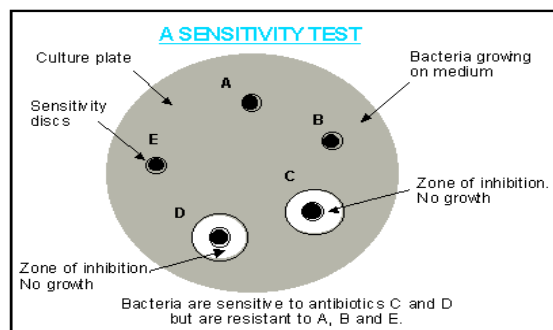 A SENSITIVITY TEST
Culture plate
Bacteria growing
on medium
A
Sensitivity
discs
B
E
C
Zone of inhibition.
No growth
D
Zone of inhibition.
No growth
Bacteria are sensitive to antibiotics C and D
but are resistant to A, B and E.